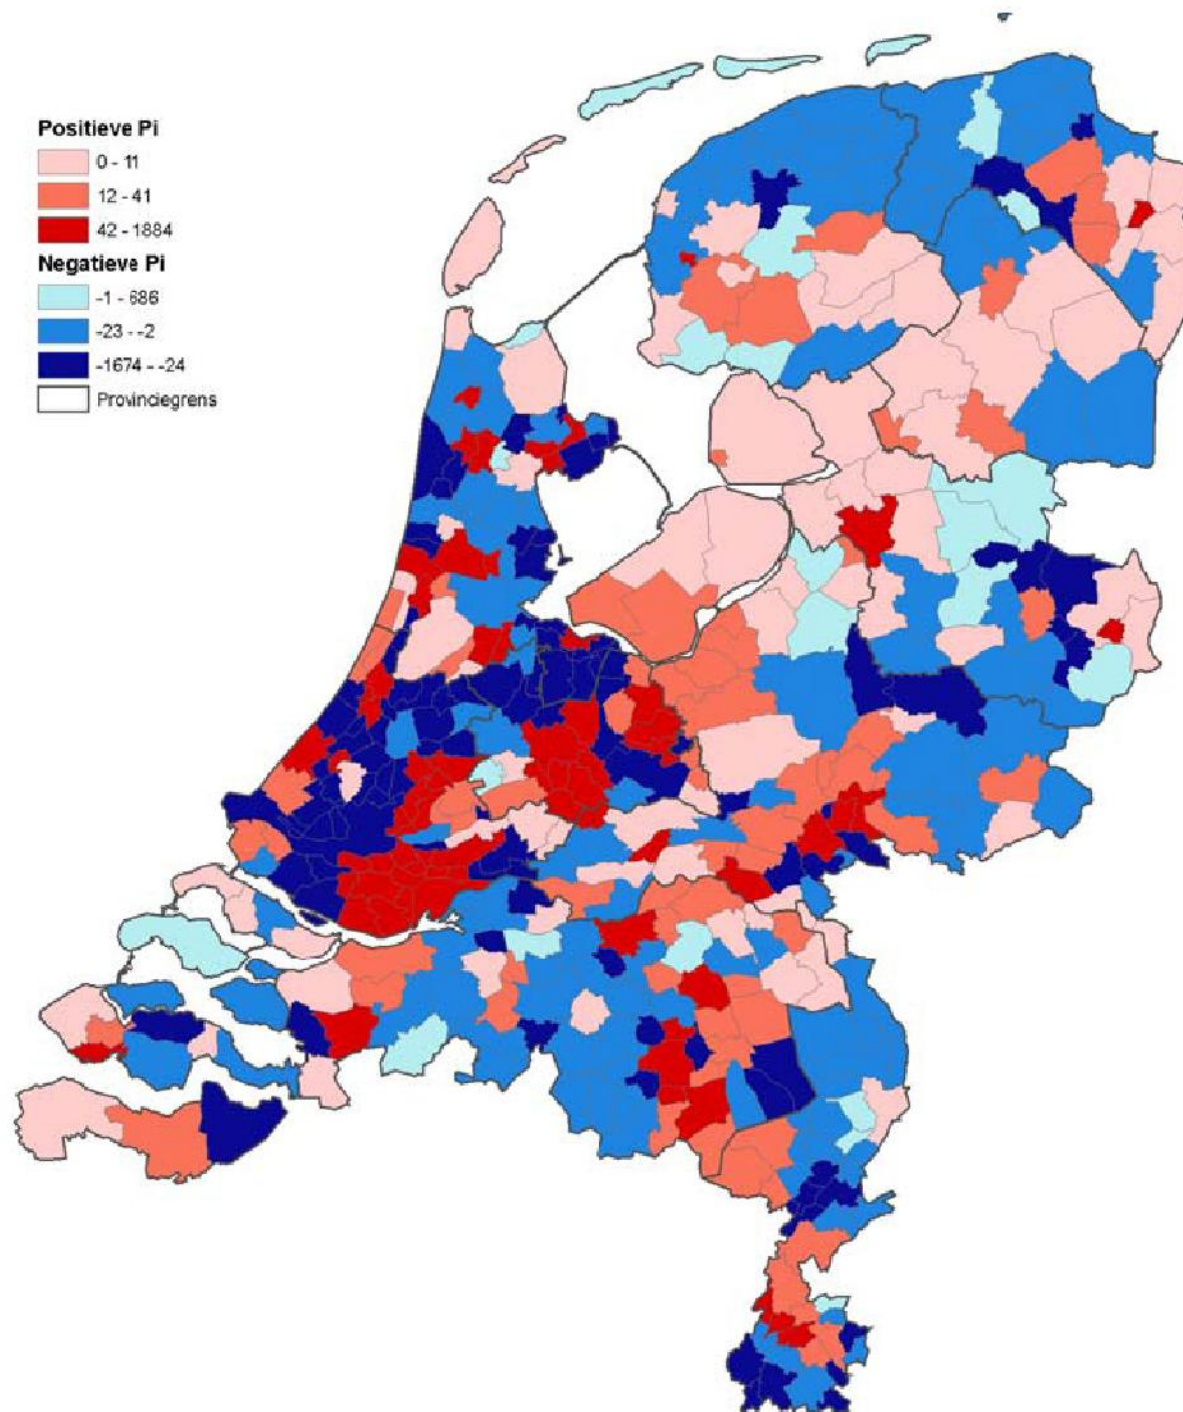 Positieve Pi
0 - 11
12 - 41
42 - 1884
Negatieve Pi
-1 - 686
-23 - -2
-1674 - -24
Provinciegrens